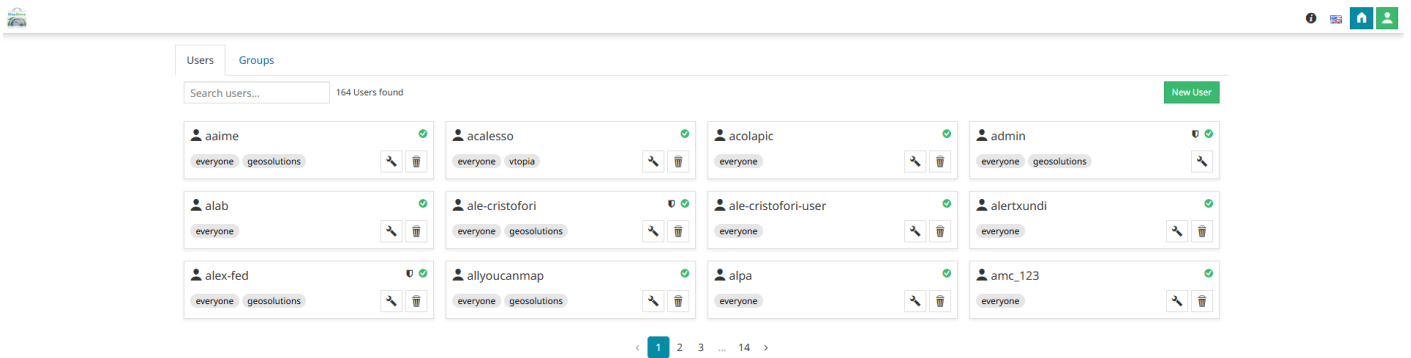 Users Groups
Search users... 164 Users found New User
aaime acalesso acolapic admin
everyone geosolutions everyone vtopia everyone everyone geosolutions
alab ale-cristofori ale-cristofori-user alertxundi
everyone everyone geosolutions everyone everyone
alex-fed allyoucanmap alpa amc_123
everyone geosolutions everyone geosolutions everyone everyone
‹ 1 2 3 ... 14 ›